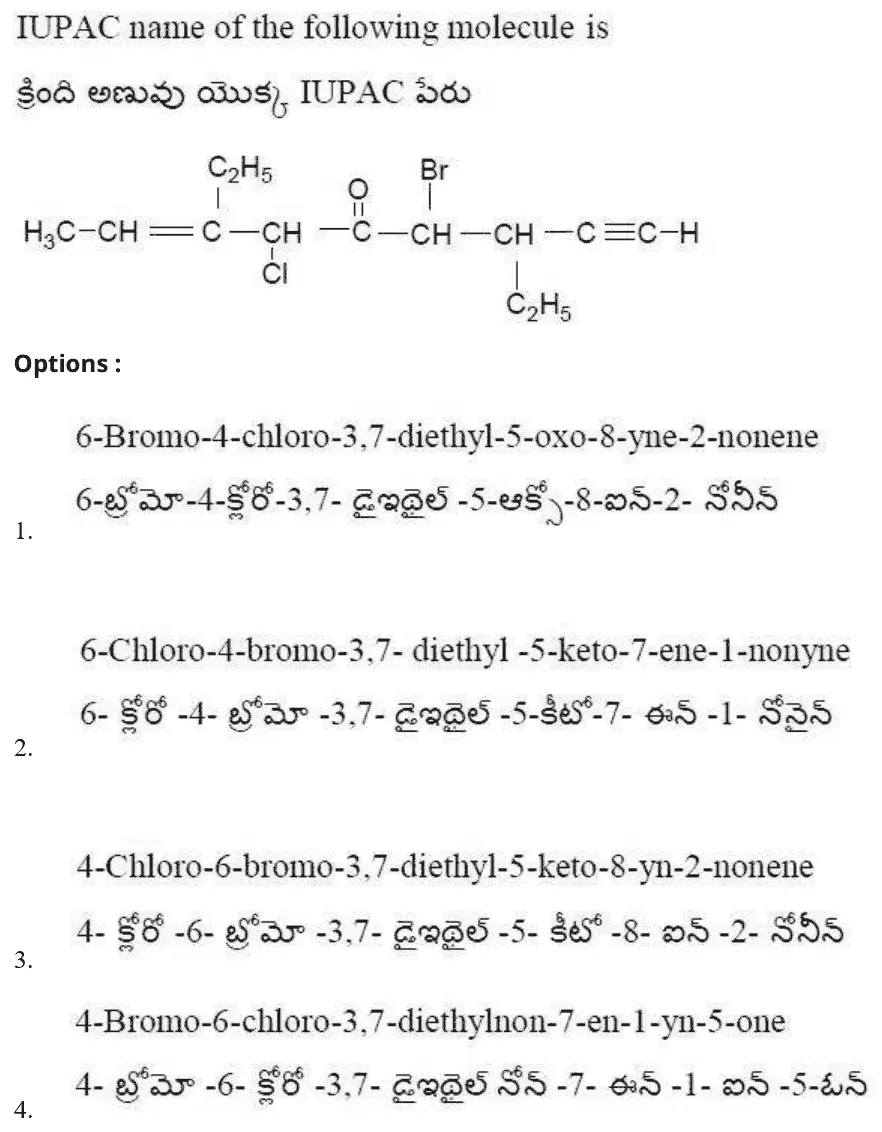 IUPAC name of the following molecule is
క్రింది అణువు యొక్క IUPAC పేరు
C2H5 O Br
H3C-CH=C-CH-C-CH-CH-C≡C-H
Cl C2H5
Options :
6-Bromo-4-chloro-3,7-diethyl-5-oxo-8-yne-2-nonene
6-బ్రోమో-4-క్లోరో-3,7- డైఇథైల్ -5-ఆక్సో-8-ఐన్-2- నోనీన్
1.
6-Chloro-4-bromo-3,7- diethyl -5-keto-7-ene-1-nonyne
6- క్లోరో -4- బ్రోమో -3,7- డైఇథైల్ -5-కీటో-7- ఈన్ -1- నోనైన్
2.
4-Chloro-6-bromo-3,7-diethyl-5-keto-8-yn-2-nonene
4- క్లోరో -6- బ్రోమో -3,7- డైఇథైల్ -5- కీటో -8- ఐన్ -2- నోనీన్
3.
4-Bromo-6-chloro-3,7-diethylnon-7-en-1-yn-5-one
4- బ్రోమో -6- క్లోరో -3,7- డైఇథైల్ నోన్ -7- ఈన్ -1- ఐన్ -5-ఓన్
4.